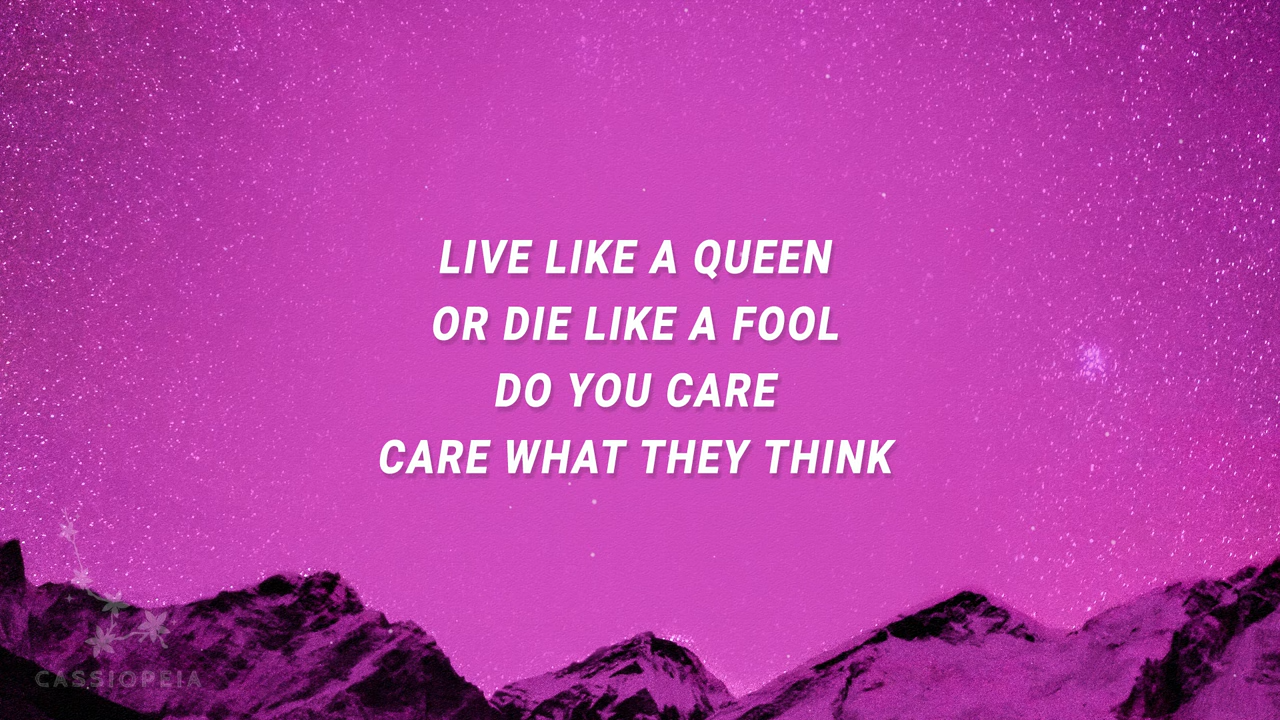 LIVE LIKE A QUEEN
OR DIE LIKE A FOOL
DO YOU CARE
CARE WHAT THEY THINK
CASSIOPEIA